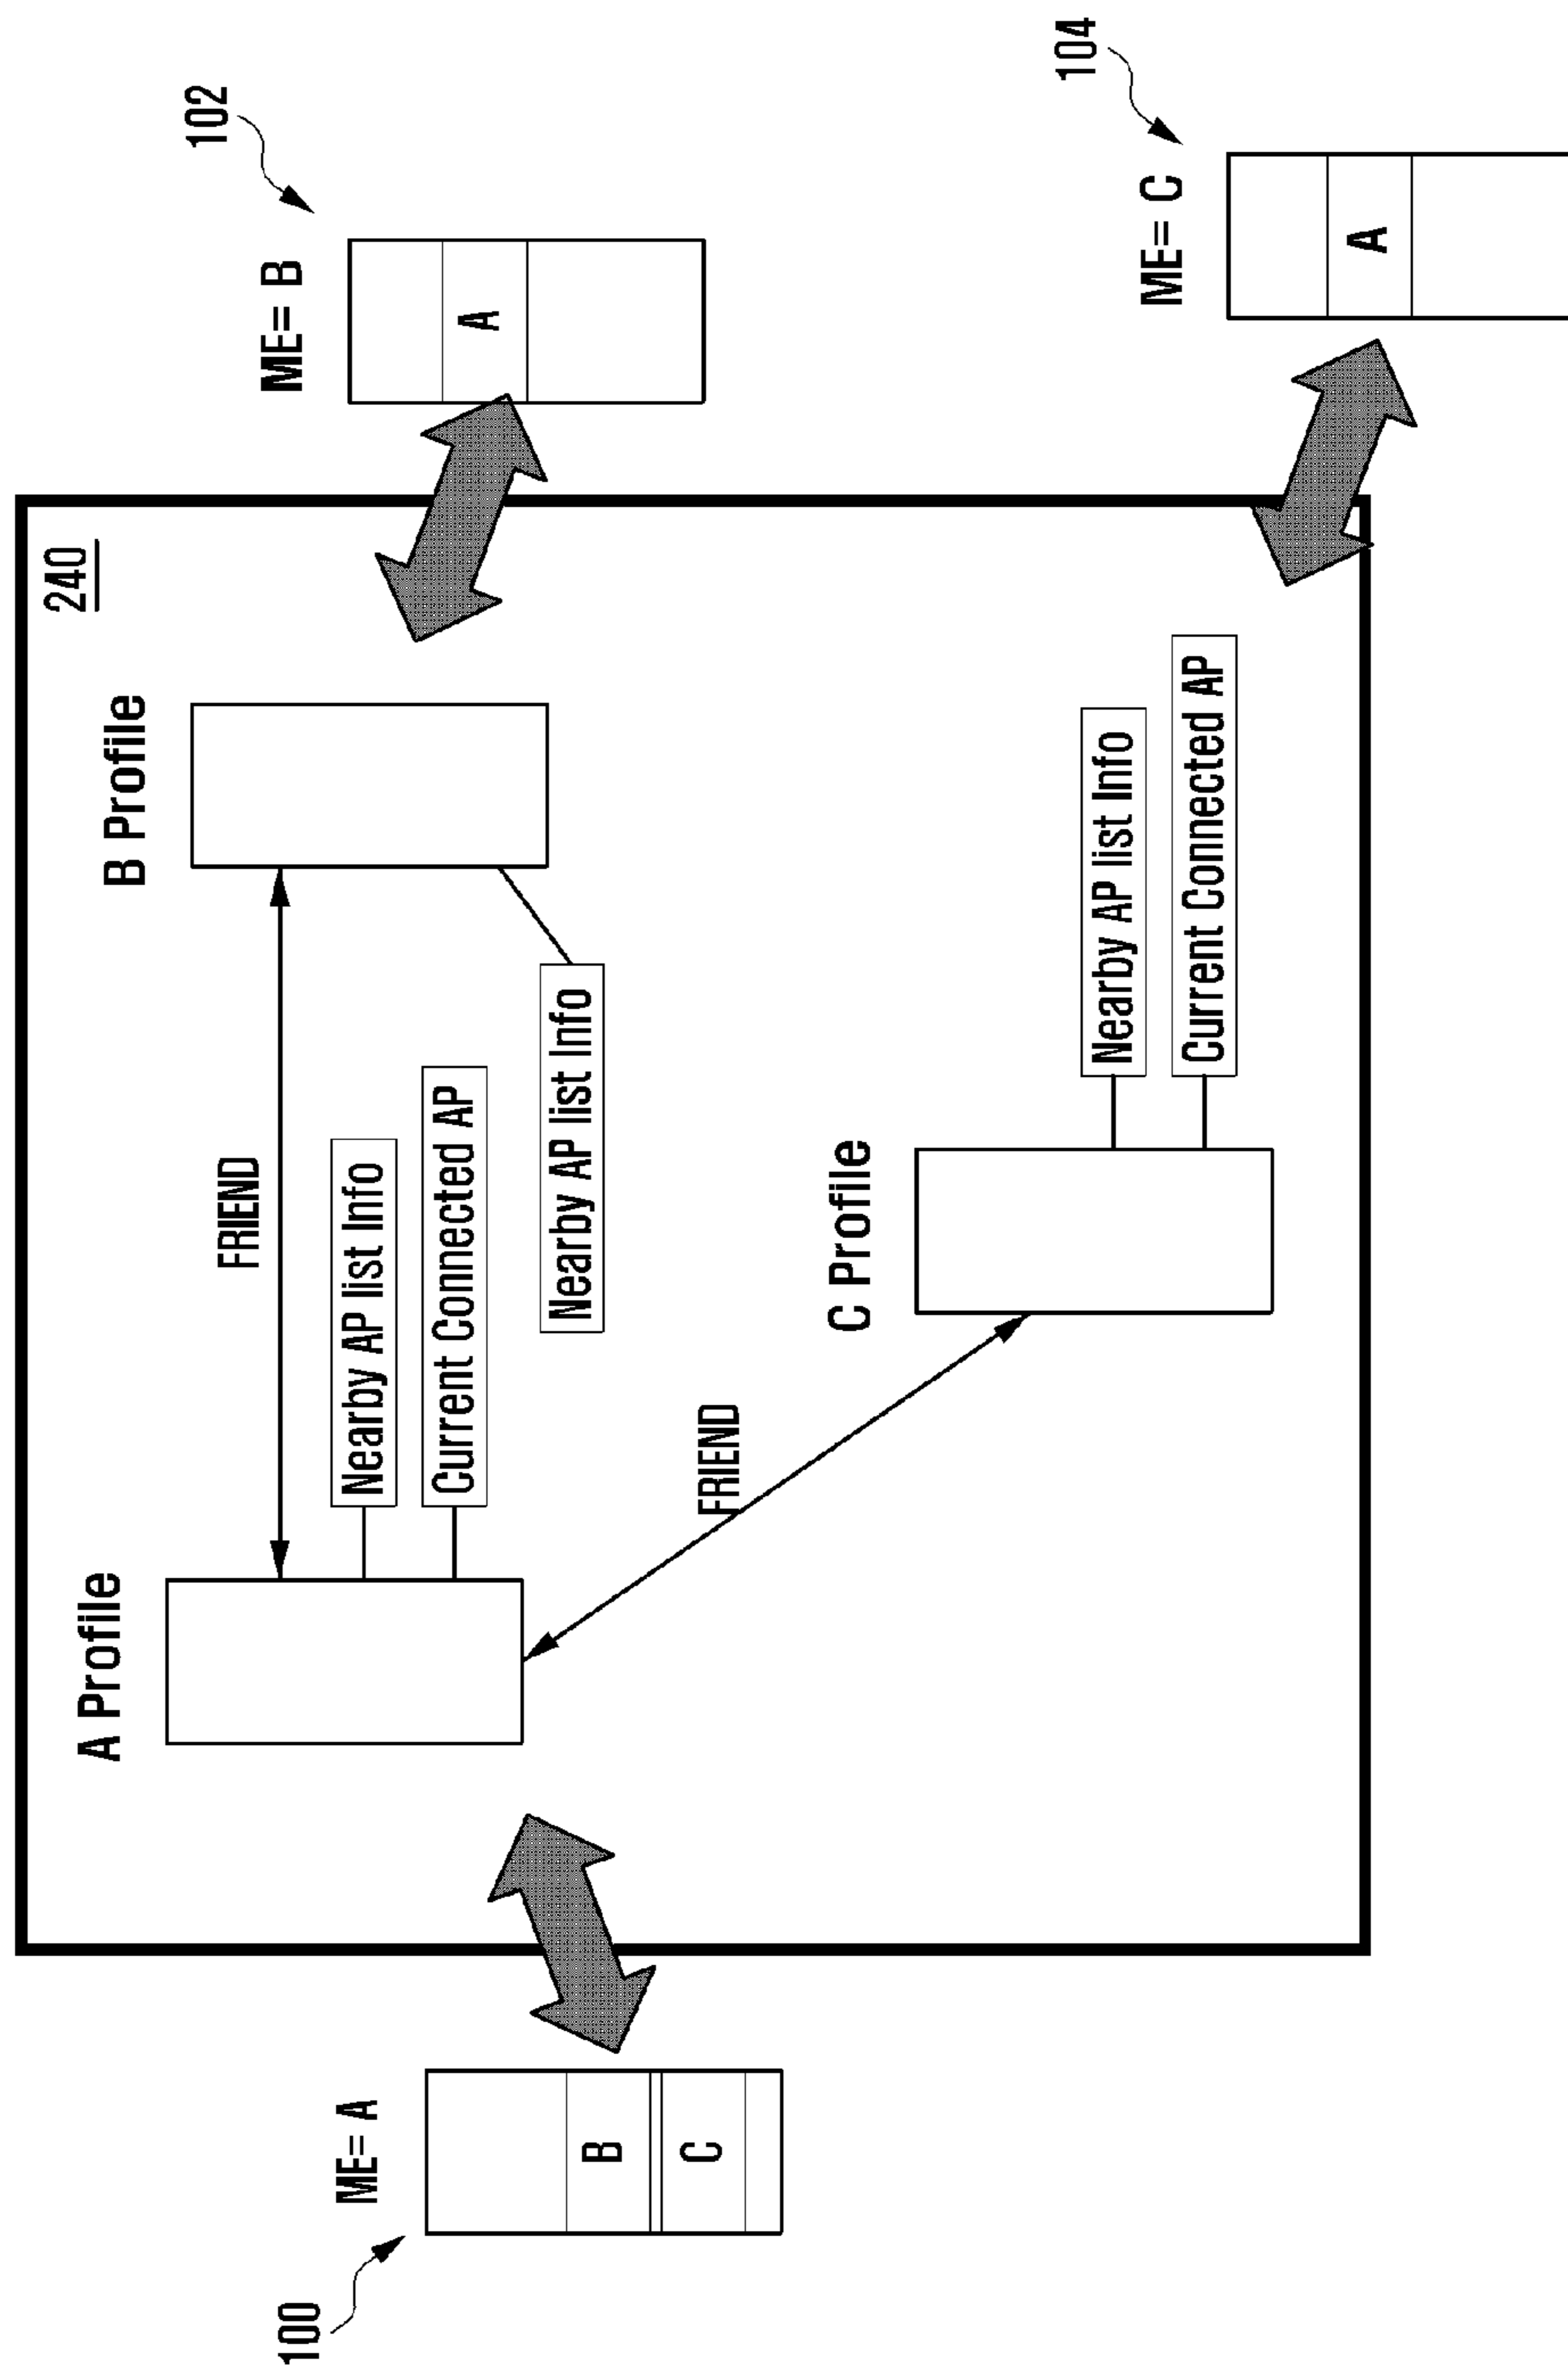 240
A Profile
B Profile
FRIEND
Nearby AP list Info
Current Connected AP
Nearby AP list Info
FRIEND
C Profile
Nearby AP list Info
Current Connected AP
100
ME= A
B
C
102
ME= B
A
104
ME= C
A